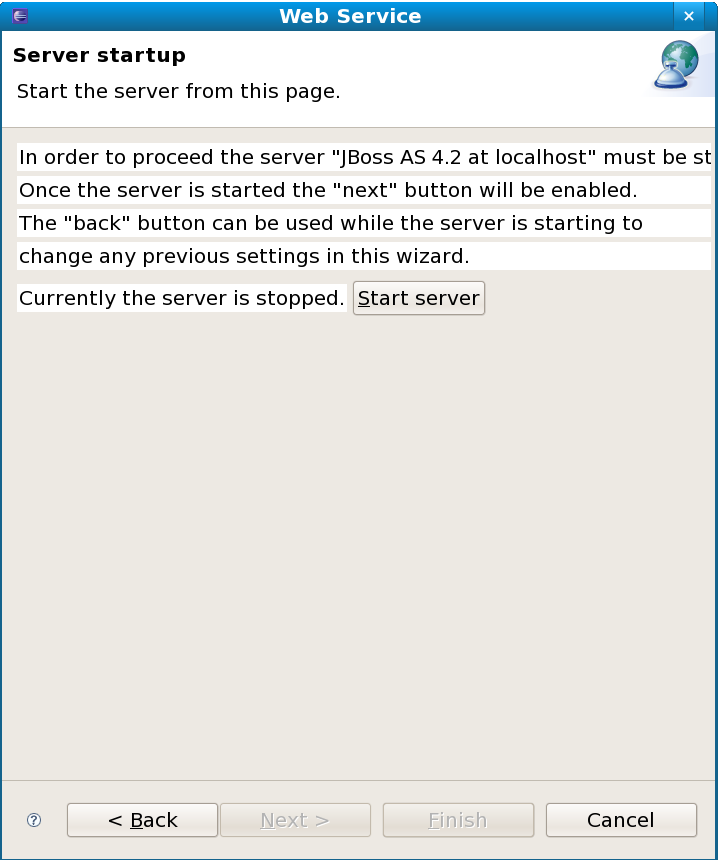 Web Service
Server startup
Start the server from this page.
In order to proceed the server "JBoss AS 4.2 at localhost" must be st
Once the server is started the "next" button will be enabled.
The "back" button can be used while the server is starting to
change any previous settings in this wizard.
Currently the server is stopped. Start server
? < Back Next > Finish Cancel